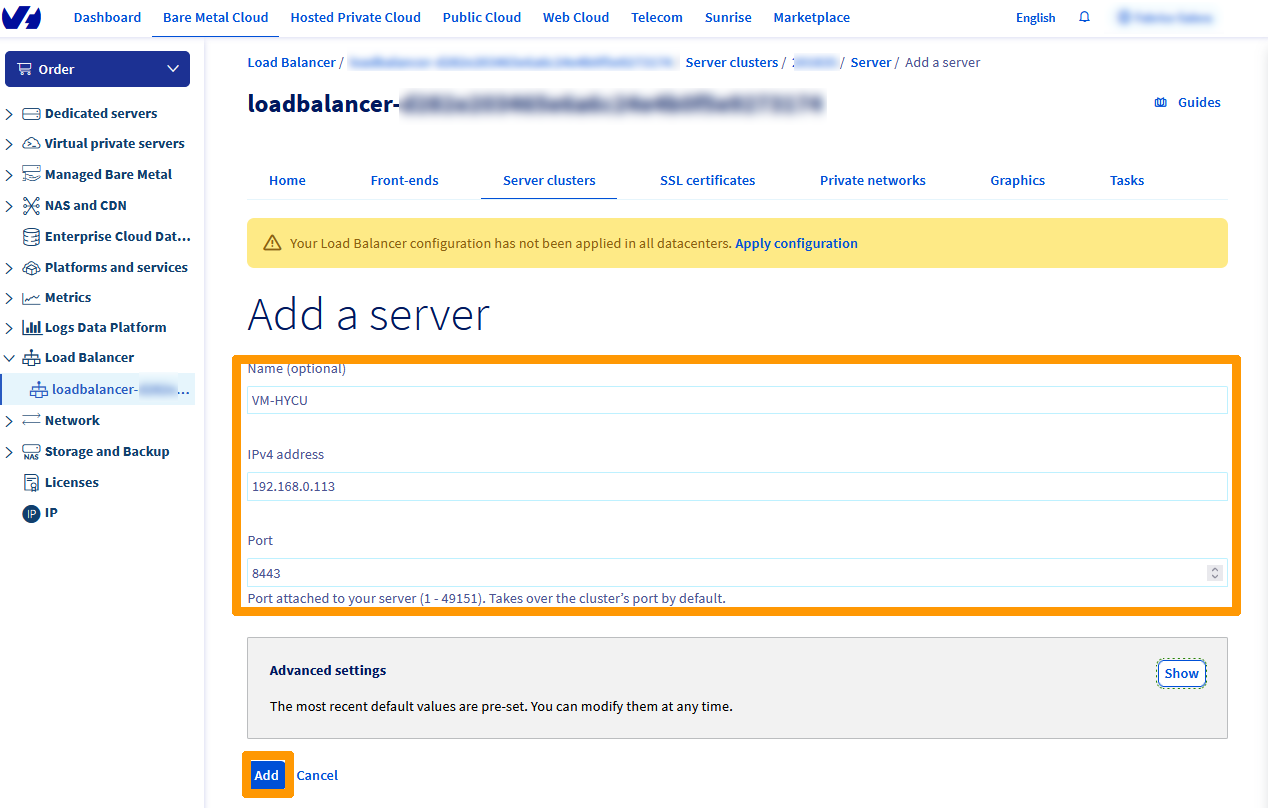 Dashboard Bare Metal Cloud Hosted Private Cloud Public Cloud Web Cloud Telecom Sunrise Marketplace English
Order
Dedicated servers
Virtual private servers
Managed Bare Metal
NAS and CDN
Enterprise Cloud Dat...
Platforms and services
Metrics
Logs Data Platform
Load Balancer
loadbalancer- ...
Network
NAS
Storage and Backup
Licenses
IP IP
Load Balancer / / Server clusters / / Server / Add a server
loadbalancer-
Guides
Home Front-ends Server clusters SSL certificates Private networks Graphics Tasks
Your Load Balancer configuration has not been applied in all datacenters. Apply configuration
Add a server
Name (optional)
VM-HYCU
IPv4 address
192.168.0.113
Port
8443
Port attached to your server (1 - 49151). Takes over the cluster’s port by default.
Advanced settings
Show
The most recent default values are pre-set. You can modify them at any time.
Add Cancel